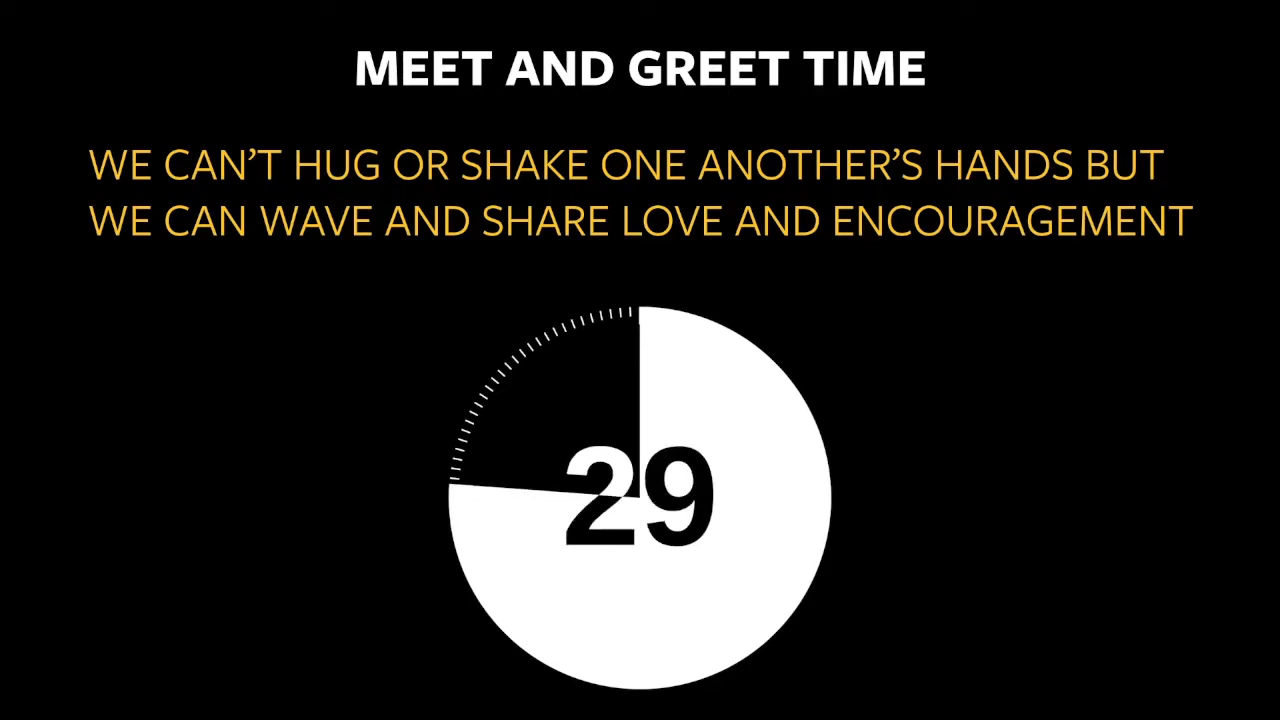 MEET AND GREET TIME
WE CAN’T HUG OR SHAKE ONE ANOTHER’S HANDS BUT
WE CAN WAVE AND SHARE LOVE AND ENCOURAGEMENT
29